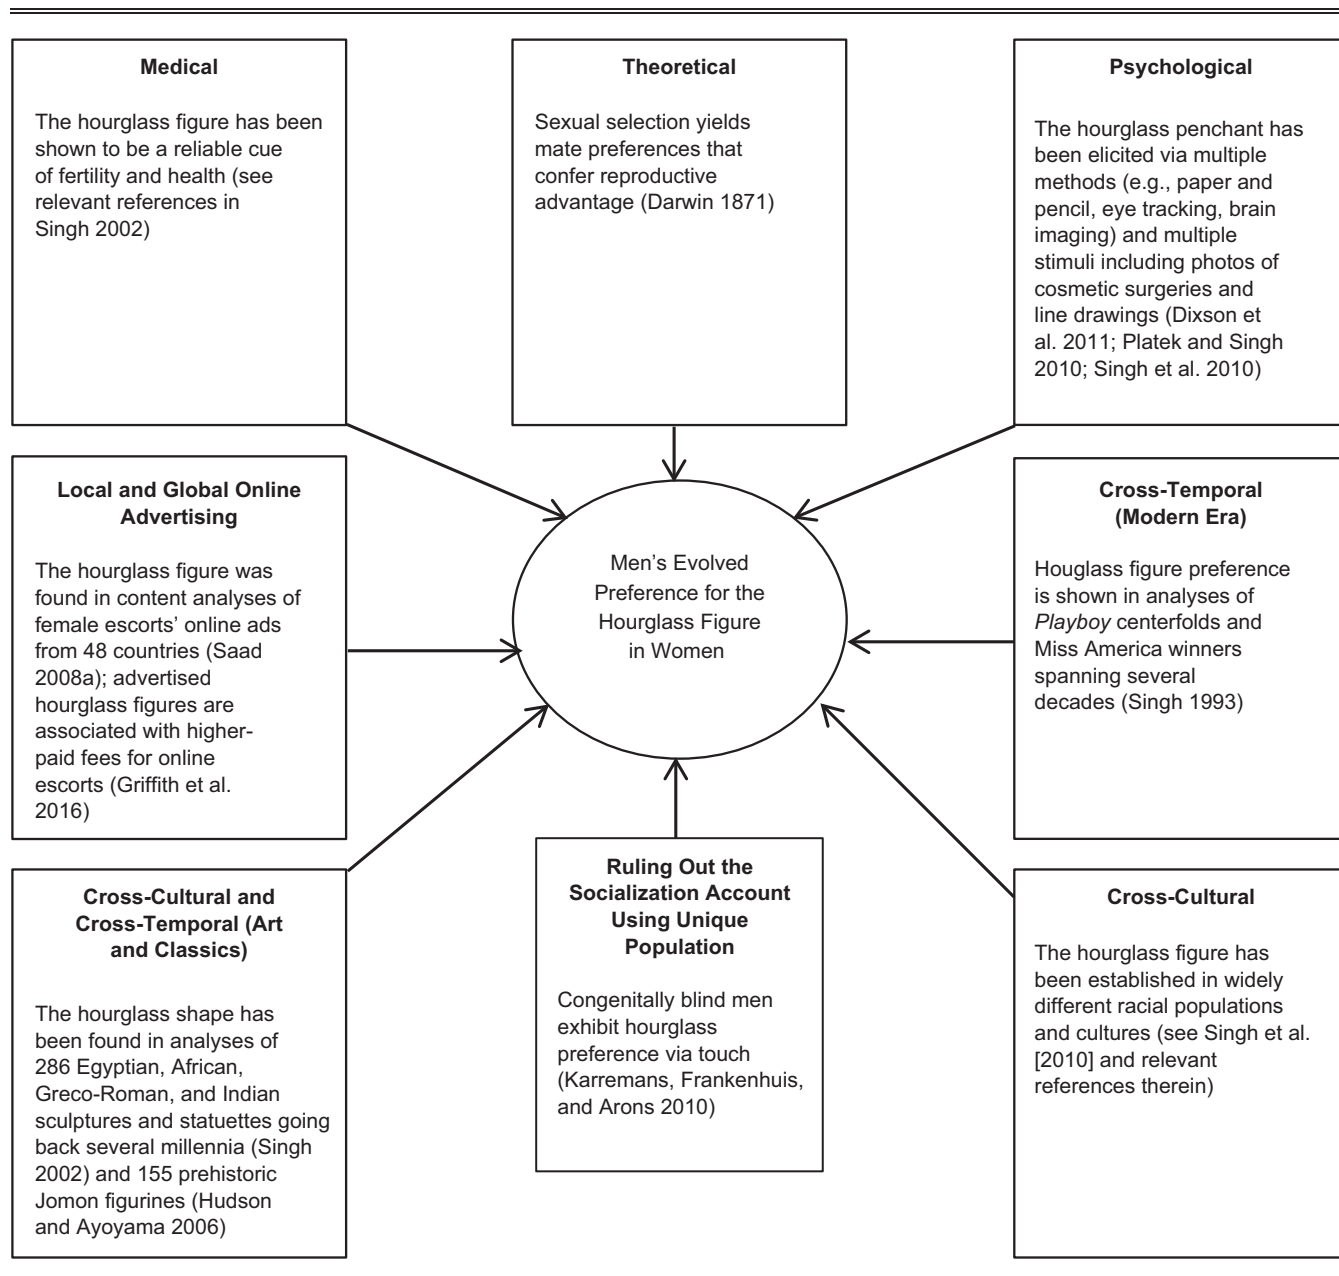 Medical
The hourglass figure has been
shown to be a reliable cue
of fertility and health (see
relevant references in
Singh 2002)
Theoretical
Sexual selection yields
mate preferences that
confer reproductive
advantage (Darwin 1871)
Psychological
The hourglass penchant has
been elicited via multiple
methods (e.g., paper and
pencil, eye tracking, brain
imaging) and multiple
stimuli including photos of
cosmetic surgeries and
line drawings (Dixson et
al. 2011; Platek and Singh
2010; Singh et al. 2010)
Local and Global Online
Advertising
The hourglass figure was
found in content analyses of
female escorts’ online ads
from 48 countries (Saad
2008a); advertised
hourglass figures are
associated with higher-
paid fees for online
escorts (Griffith et al.
2016)
Men’s Evolved
Preference for the
Hourglass Figure
in Women
Cross-Temporal
(Modern Era)
Houglass figure preference
is shown in analyses of
Playboy centerfolds and
Miss America winners
spanning several
decades (Singh 1993)
Cross-Cultural and
Cross-Temporal (Art
and Classics)
The hourglass shape has
been found in analyses of
286 Egyptian, African,
Greco-Roman, and Indian
sculptures and statuettes going
back several millennia (Singh
2002) and 155 prehistoric
Jomon figurines (Hudson
and Ayoyama 2006)
Ruling Out the
Socialization Account
Using Unique
Population
Congenitally blind men
exhibit hourglass
preference via touch
(Karremans, Frankenhuis,
and Arons 2010)
Cross-Cultural
The hourglass figure has
been established in widely
different racial populations
and cultures (see Singh et al.
[2010] and relevant
references therein)